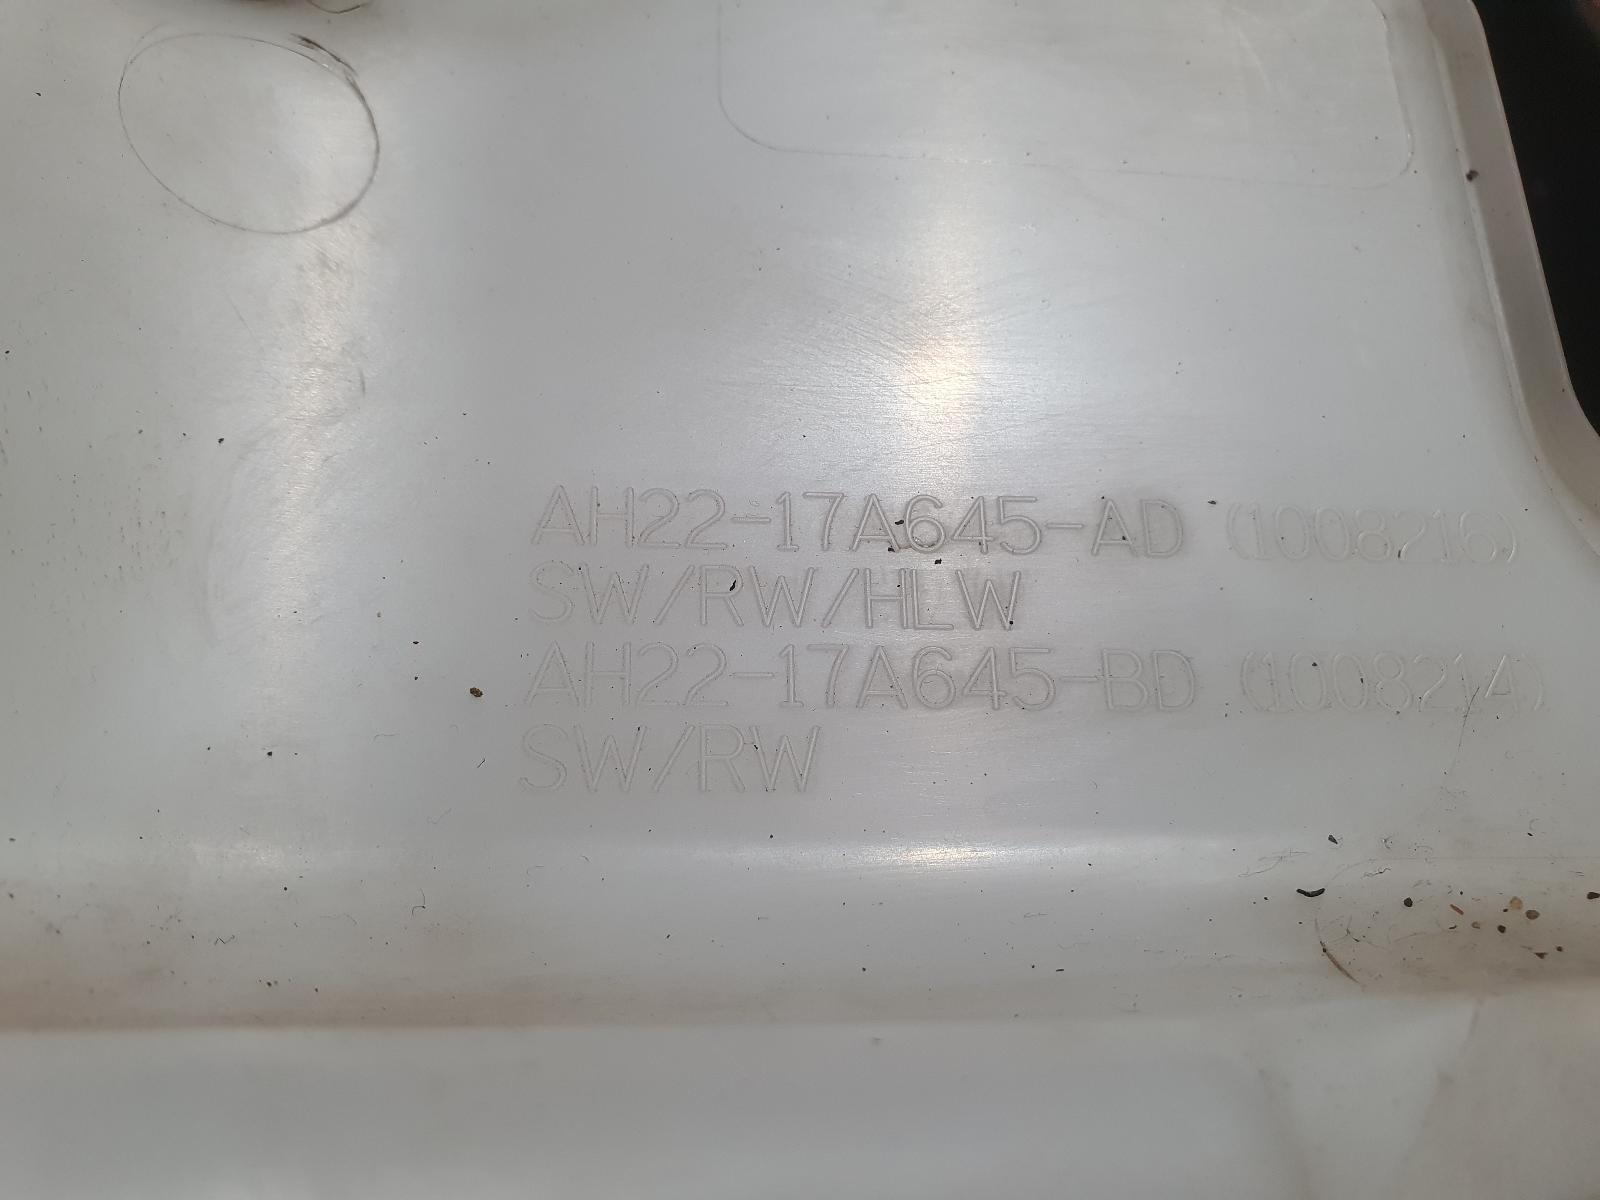 AH22-17A645-AD (1008216)
SW/RW/HLW
AH22-17A645-BD (1008214)
SW/RW